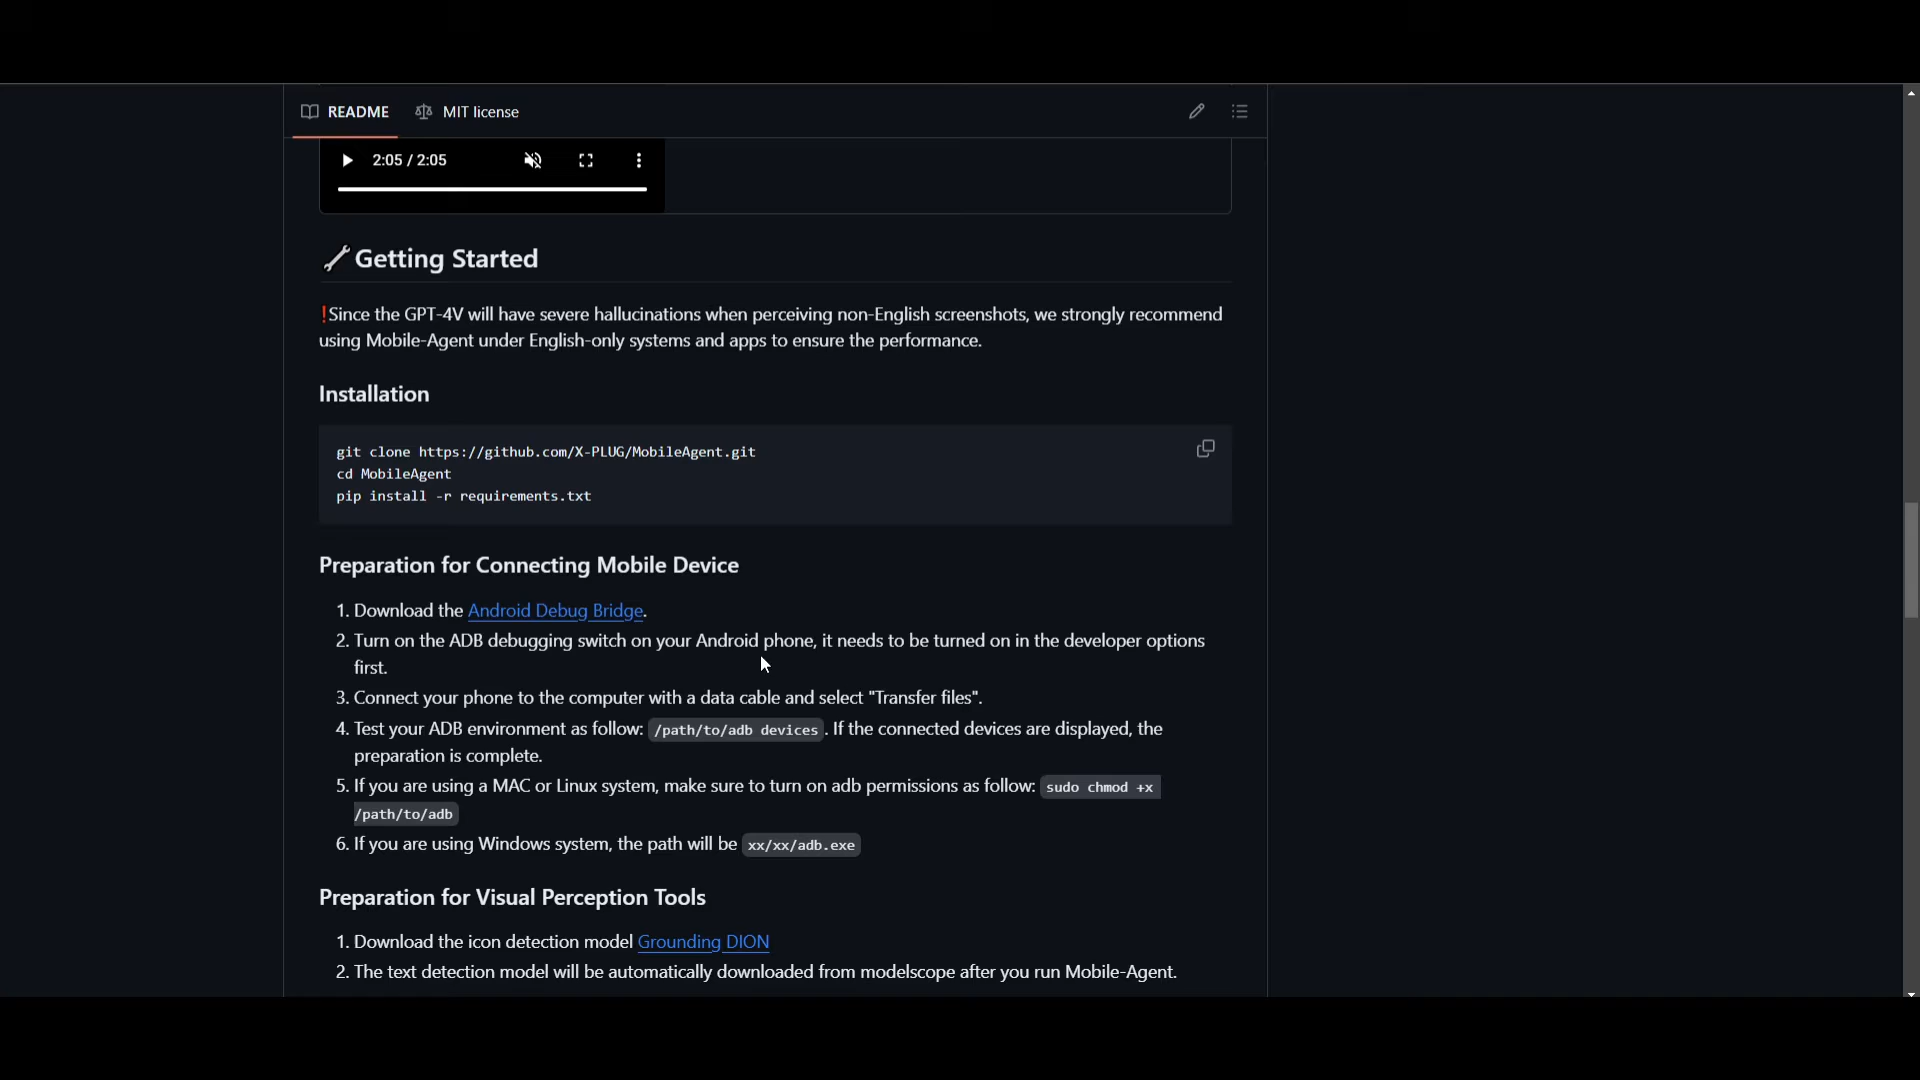 README MIT license
2:05 / 2:05
Getting Started
❗Since the GPT-4V will have severe hallucinations when perceiving non-English screenshots, we strongly recommend
using Mobile-Agent under English-only systems and apps to ensure the performance.
Installation
git clone https://github.com/X-PLUG/MobileAgent.git
cd MobileAgent
pip install -r requirements.txt
Preparation for Connecting Mobile Device
1. Download the Android Debug Bridge.
2. Turn on the ADB debugging switch on your Android phone, it needs to be turned on in the developer options
first.
3. Connect your phone to the computer with a data cable and select "Transfer files".
4. Test your ADB environment as follow: /path/to/adb devices. If the connected devices are displayed, the
preparation is complete.
5. If you are using a MAC or Linux system, make sure to turn on adb permissions as follow: sudo chmod +x
/path/to/adb
6. If you are using Windows system, the path will be xx/xx/adb.exe
Preparation for Visual Perception Tools
1. Download the icon detection model Grounding DION
2. The text detection model will be automatically downloaded from modelscope after you run Mobile-Agent.